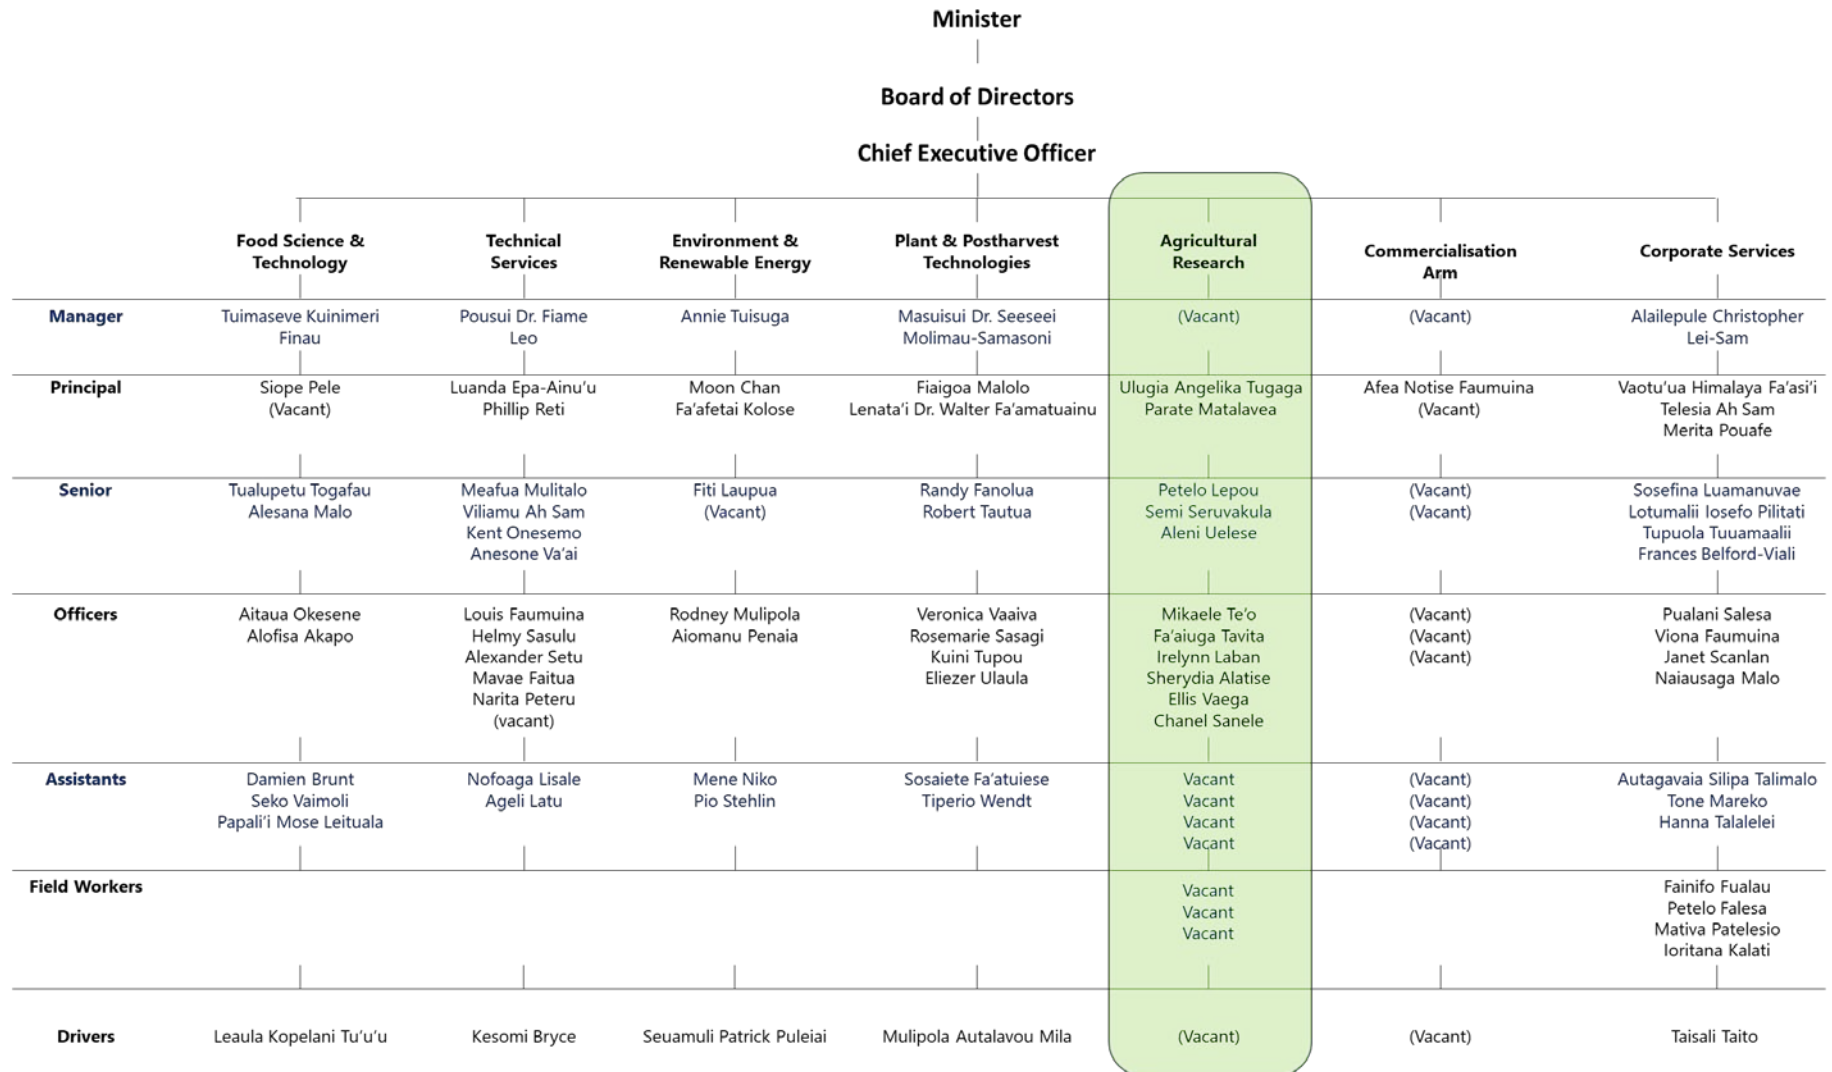 Minister
Board of Directors
Chief Executive Officer
Food Science &
Technology
Technical
Services
Environment &
Renewable Energy
Plant & Postharvest
Technologies
Agricultural
Research
Commercialisation
Arm
Corporate Services
Manager
Tuimaseve Kuinimeri
Finau
Pousui Dr. Fiame
Leo
Annie Tuisuga
Masuisui Dr. Seeseei
Molimau-Samasoni
(Vacant)
(Vacant)
Alailepule Christopher
Lei-Sam
Principal
Siope Pele
(Vacant)
Luanda Epa-Ainu'u
Phillip Reti
Moon Chan
Fa'afetai Kolose
Fiaigoa Malolo
Lenata'i Dr. Walter Fa'amatuainu
Ulugia Angelika Tugaga
Parate Matalavea
Afea Notise Faumuina
(Vacant)
Vaotu'ua Himalaya Fa'asi'i
Telesia Ah Sam
Merita Pouafe
Senior
Tualupetu Togafau
Alesana Malo
Meafua Mulitalo
Viliamu Ah Sam
Kent Onesemo
Anesone Va'ai
Fiti Laupua
(Vacant)
Randy Fanolua
Robert Tautua
Petelo Lepou
Semi Seruvakula
Aleni Uelese
(Vacant)
(Vacant)
Sosefina Luamanuvae
Lotumalii Iosefo Pilitati
Tupuola Tuuamaalii
Frances Belford-Viali
Officers
Aitaua Okesene
Alofisa Akapo
Louis Faumuina
Helmy Sasulu
Alexander Setu
Mavae Faitua
Narita Peteru
(vacant)
Rodney Mulipola
Aiomanu Penaia
Veronica Vaaiva
Rosemarie Sasagi
Kuini Tupou
Eliezer Ulaula
Mikaele Te'o
Fa'aiuga Tavita
Irelynn Laban
Sherydia Alatise
Ellis Vaega
Chanel Sanele
(Vacant)
(Vacant)
(Vacant)
Pualani Salesa
Viona Faumuina
Janet Scanlan
Naiausaga Malo
Assistants
Damien Brunt
Seko Vaimoli
Papali'i Mose Leituala
Nofoaga Lisale
Ageli Latu
Mene Niko
Pio Stehlin
Sosaiete Fa'atuiese
Tiperio Wendt
Vacant
Vacant
Vacant
Vacant
(Vacant)
(Vacant)
(Vacant)
(Vacant)
Autagavaia Silipa Talimalo
Tone Mareko
Hanna Talalelei
Field Workers
Vacant
Vacant
Vacant
Fainifo Fualau
Petelo Falesa
Mativa Patelesio
Ioritana Kalati
Drivers
Leaula Kopelani Tu'u'u
Kesomi Bryce
Seuamuli Patrick Puleiai
Mulipola Autalavou Mila
(Vacant)
(Vacant)
Taisali Taito